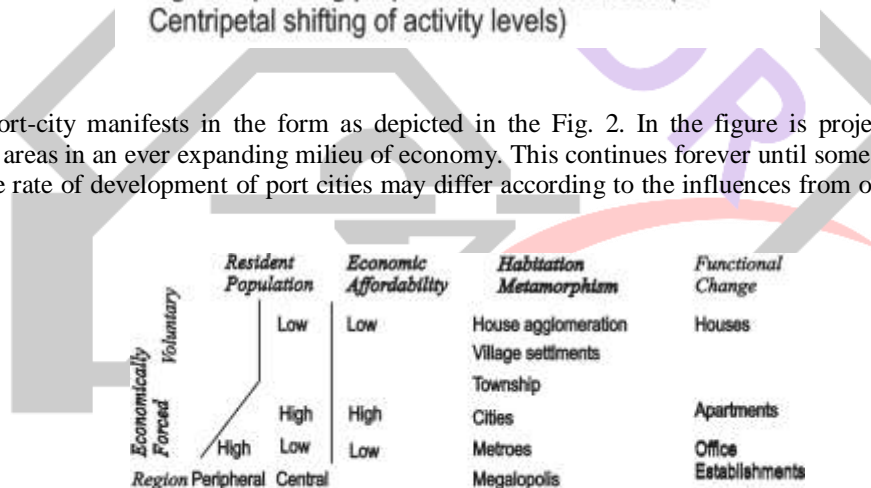 Centripetal shifting of activity levels)
ort-city manifests in the form as depicted in the Fig. 2. In the figure is proje
areas in an ever expanding milieu of economy. This continues forever until some
e rate of development of port cities may differ according to the influences from o
Resident Population Economic Affordability Habitation Metamorphism Functional Change
Voluntary Low Low House agglomeration Houses
Village settlments
Township
Economically Forced High High Cities Apartments
High Low Low Metroes Office Establishments
Region Peripheral Central Megalopolis